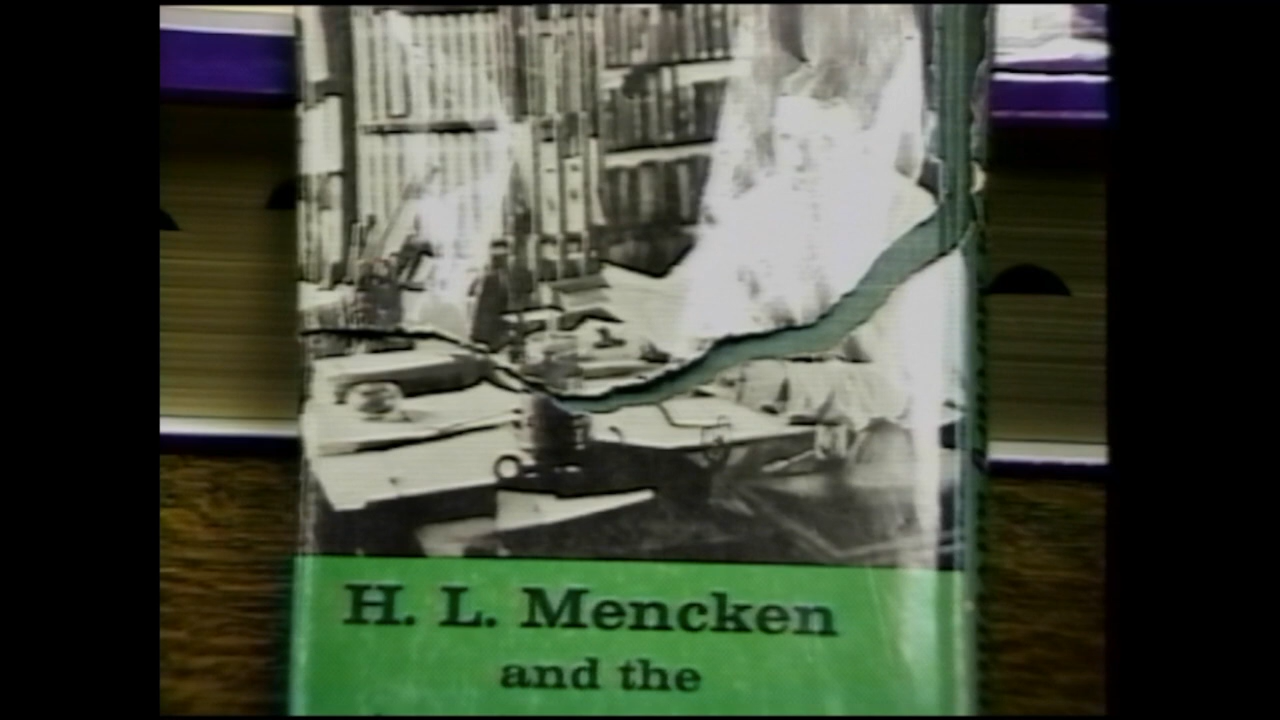 H. L. Mencken
and the